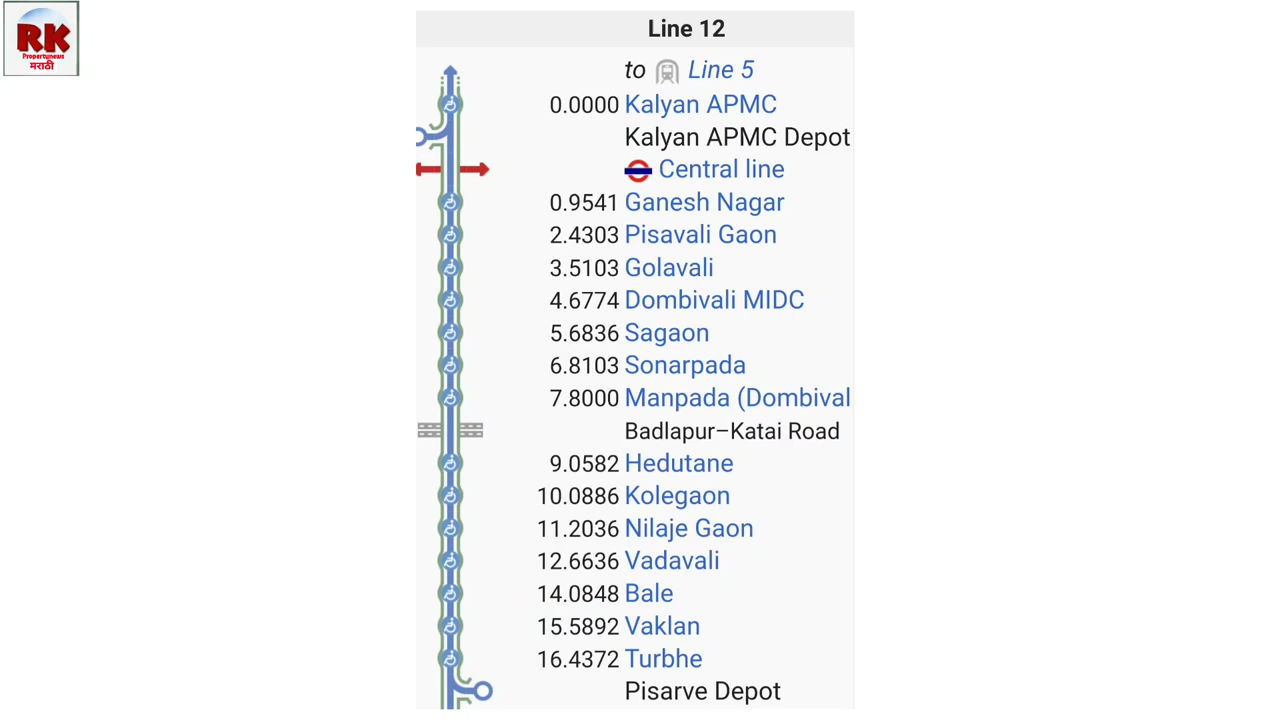 RK
Propertynews
मराठी
Line 12
to Line 5
0.0000 Kalyan APMC
Kalyan APMC Depot
Central line
0.9541 Ganesh Nagar
2.4303 Pisavali Gaon
3.5103 Golavali
4.6774 Dombivali MIDC
5.6836 Sagaon
6.8103 Sonarpada
7.8000 Manpada (Dombival
Badlapur–Katai Road
9.0582 Hedutane
10.0886 Kolegaon
11.2036 Nilaje Gaon
12.6636 Vadavali
14.0848 Bale
15.5892 Vaklan
16.4372 Turbhe
Pisarve Depot